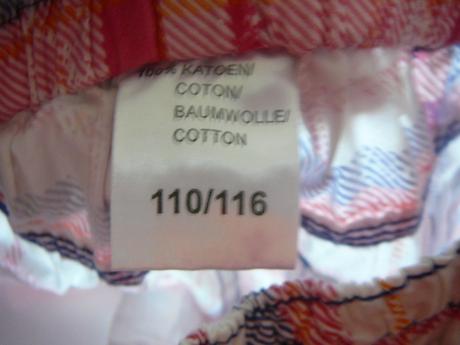 100% KATOEN/
COTON/
BAUMWOLLE/
COTTON
110/116